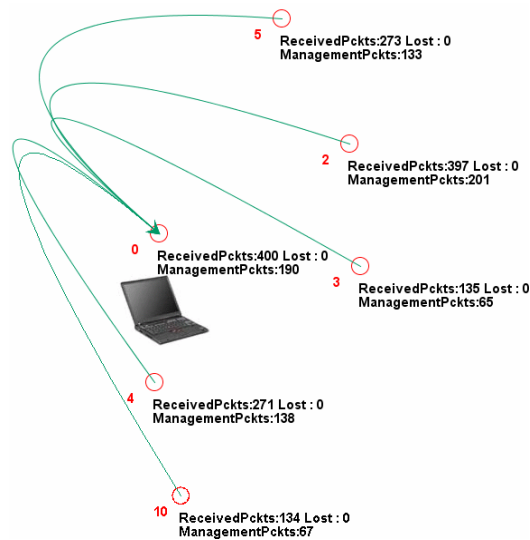 5
ReceivedPckts:273 Lost : 0
ManagementPckts:133
2
ReceivedPckts:397 Lost : 0
ManagementPckts:201
0
ReceivedPckts:400 Lost : 0
ManagementPckts:190
3
ReceivedPckts:135 Lost : 0
ManagementPckts:65
4
ReceivedPckts:271 Lost : 0
ManagementPckts:138
10
ReceivedPckts:134 Lost : 0
ManagementPckts:67